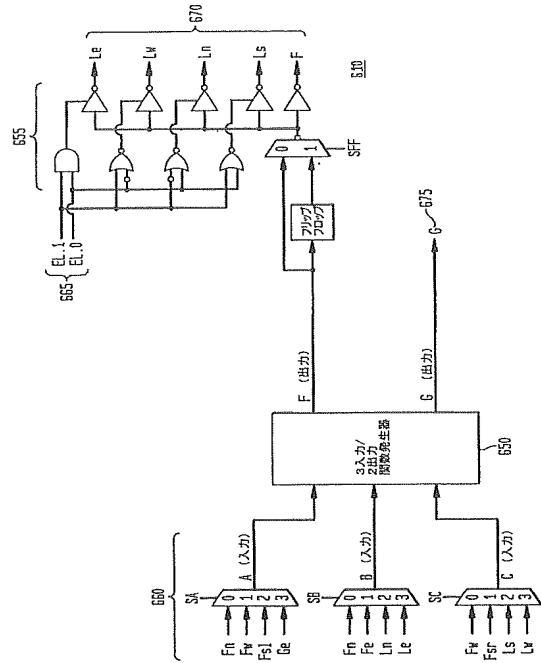 660
SA
Fn 0
Fw 1
Fsl 2
Ge 3
A (入力)
SB
Fn 0
Fe 1
Ln 2
Le 3
B (入力)
SC
Fw 0
Fsr 1
Ls 2
Lw 3
C (入力)
3入力/
2出力
関数発生器
650
F (出力)
G (出力)
G
675
フリップ
フロップ
0
1
SFF
665
EL.1
EL.0
655
670
Le
Lw
Ln
Ls
F
610